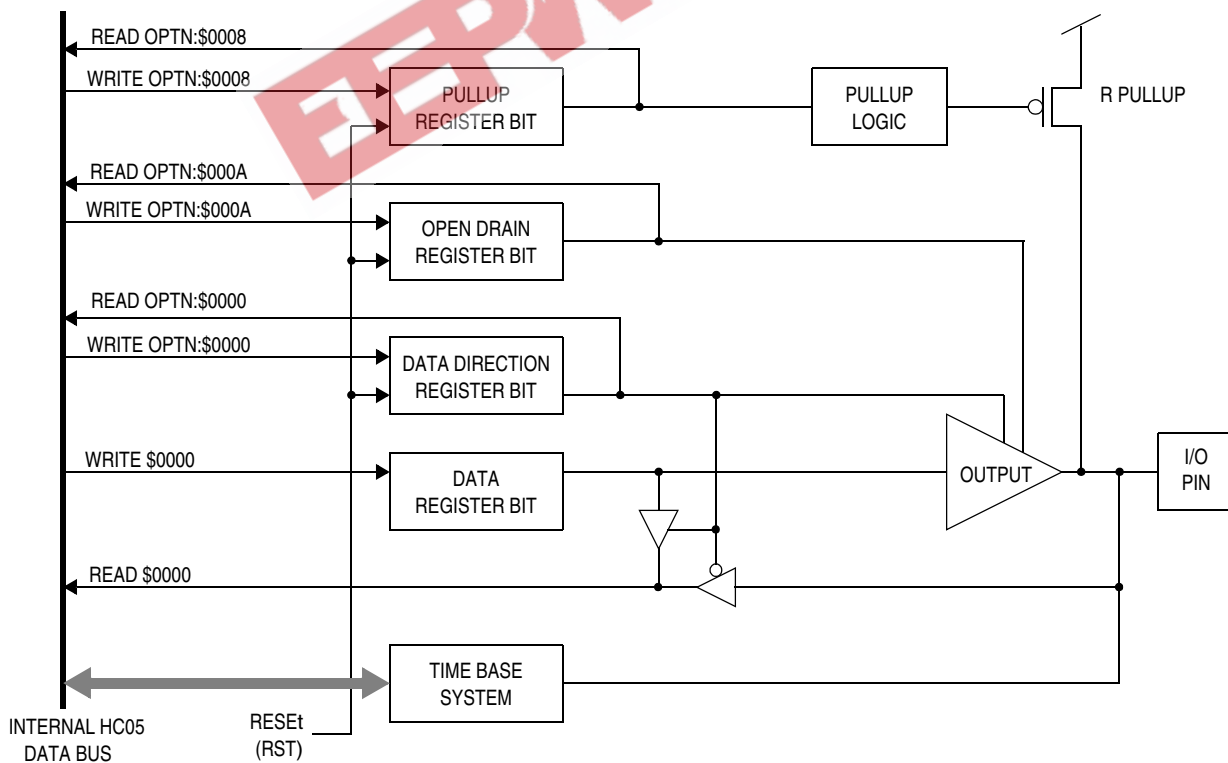 READ OPTN:$0008
WRITE OPTN:$0008
PULLUP
REGISTER BIT
PULLUP
LOGIC
R PULLUP
READ OPTN:$000A
WRITE OPTN:$000A
OPEN DRAIN
REGISTER BIT
READ OPTN:$0000
WRITE OPTN:$0000
DATA DIRECTION
REGISTER BIT
WRITE $0000
DATA
REGISTER BIT
OUTPUT
I/O
PIN
READ $0000
TIME BASE
SYSTEM
INTERNAL HC05
DATA BUS
RESEt
(RST)